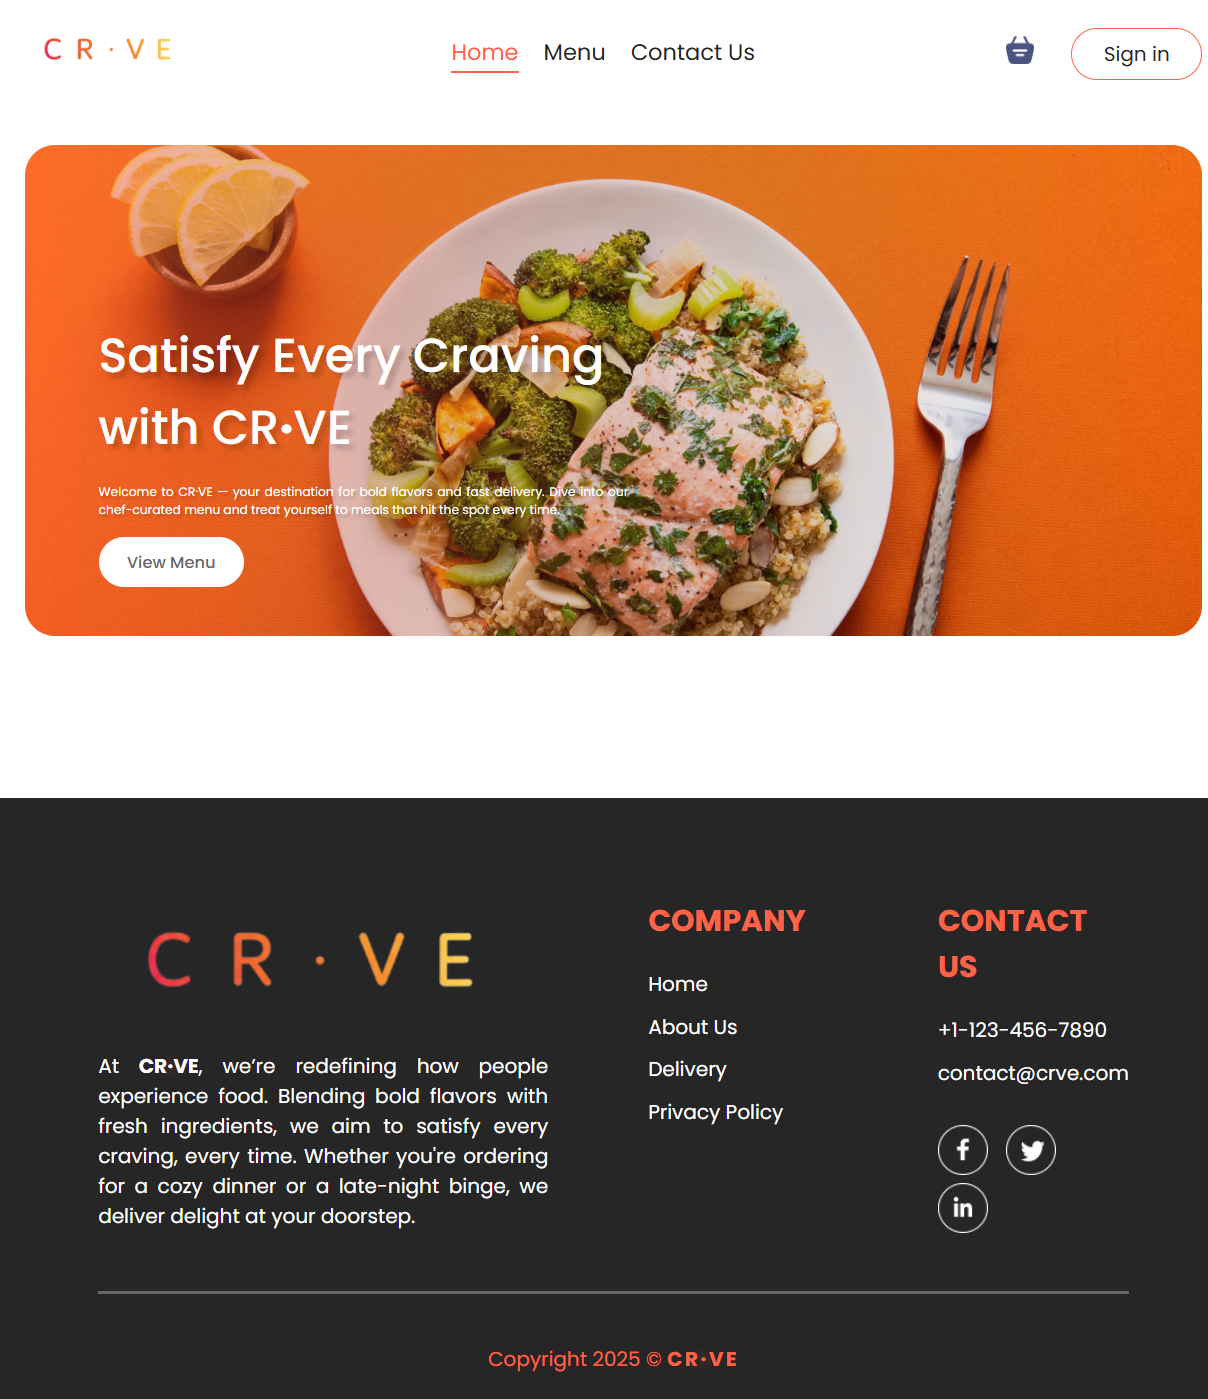 CR·VE
Home Menu Contact Us
Sign in
Satisfy Every Craving
with CR•VE
Welcome to CR·VE — your destination for bold flavors and fast delivery. Dive into our
chef-curated menu and treat yourself to meals that hit the spot every time.
View Menu
CR·VE
At CR•VE, we’re redefining how people
experience food. Blending bold flavors with
fresh ingredients, we aim to satisfy every
craving, every time. Whether you're ordering
for a cozy dinner or a late-night binge, we
deliver delight at your doorstep.
COMPANY
Home
About Us
Delivery
Privacy Policy
CONTACT
US
+1-123-456-7890
contact@crve.com
f
in
Copyright 2025 © CR•VE